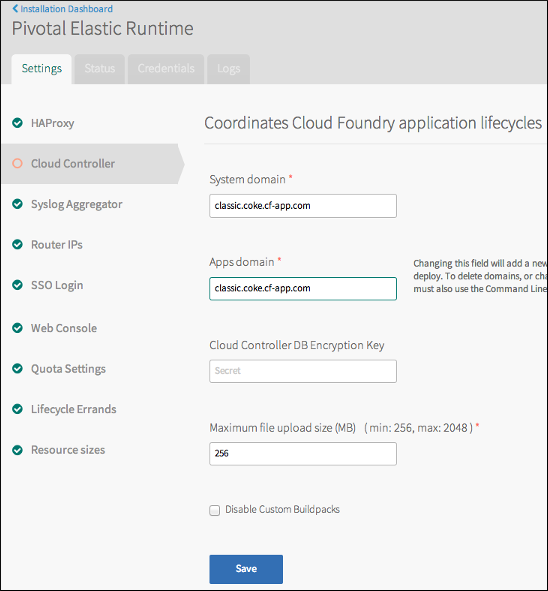 Installation Dashboard
Pivotal Elastic Runtime
Settings
Status
Credentials
Logs
HAProxy
Cloud Controller
Syslog Aggregator
Router IPs
SSO Login
Web Console
Quota Settings
Lifecycle Errands
Resource sizes
Coordinates Cloud Foundry application lifecycles
System domain *
classic.coke.cf-app.com
Apps domain *
classic.coke.cf-app.com
Changing this field will add a new
deploy. To delete domains, or cha
must also use the Command Line
Cloud Controller DB Encryption Key
Secret
Maximum file upload size (MB) ( min: 256, max: 2048 ) *
256
Disable Custom Buildpacks
Save